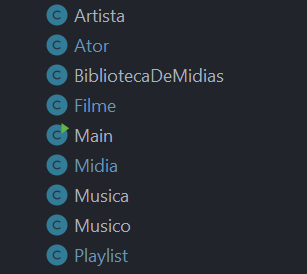 C Artista
C Ator
C BibliotecaDeMidias
C Filme
C Main
C Midia
C Musica
C Musico
C Playlist